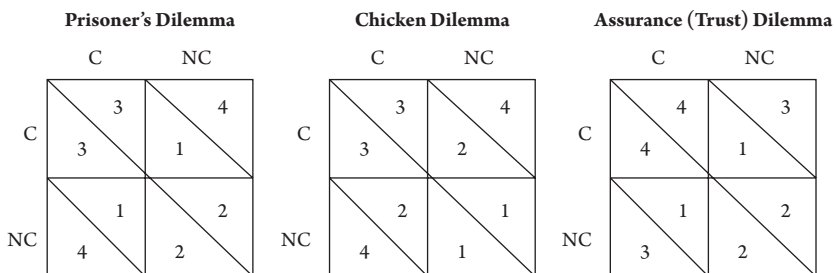 Prisoner's Dilemma Chicken Dilemma Assurance (Trust) Dilemma
C NC C NC C NC
3 4 3 4 4 3
C C C
3 1 3 2 4 1
1 2 2 1 1 2
NC NC NC
4 2 4 1 3 2